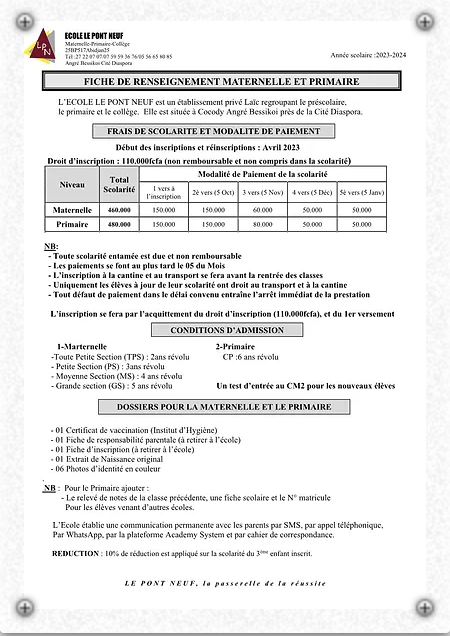 LPN
ECOLE LE PONT NEUF
Maternelle-Primaire-Collège
25BP517Abidjan25
Tél :27 22 07 07 07 59 59 36 76/05 56 65 80 85
Angré Bessikoi Cité Diaspora
Année scolaire :2023-2024
FICHE DE RENSEIGNEMENT MATERNELLE ET PRIMAIRE
L'ECOLE LE PONT NEUF est un établissement privé Laïc regroupant le préscolaire,
le primaire et le collège. Elle est située à Cocody Angré Bessikoi près de la Cité Diaspora.
FRAIS DE SCOLARITE ET MODALITE DE PAIEMENT
Début des inscriptions et réinscriptions : Avril 2023
Droit d'inscription : 110.000fcfa (non remboursable et non compris dans la scolarité)
Niveau Total Scolarité Modalité de Paiement de la scolarité
1 vers à l'inscription 2è vers (5 Oct) 3 vers (5 Nov) 4 vers (5 Déc) 5è vers (5 Janv)
Maternelle 460.000 150.000 150.000 60.000 50.000 50.000
Primaire 480.000 150.000 150.000 80.000 50.000 50.000
NB:
- Toute scolarité entamée est due et non remboursable
- Les paiements se font au plus tard le 05 du Mois
- L'inscription à la cantine et au transport se fera avant la rentrée des classes
- Uniquement les élèves à jour de leur scolarité ont droit au transport et à la cantine
- Tout défaut de paiement dans le délai convenu entraîne l'arrêt immédiat de la prestation
L'inscription se fera par l'acquittement du droit d'inscription (110.000fcfa), et du 1er versement
CONDITIONS D'ADMISSION
1-Marternelle 2-Primaire
-Toute Petite Section (TPS) : 2ans révolu CP :6 ans révolu
- Petite Section (PS) : 3ans révolu
- Moyenne Section (MS) : 4 ans révolu
- Grande section (GS) : 5 ans révolu Un test d'entrée au CM2 pour les nouveaux élèves
DOSSIERS POUR LA MATERNELLE ET LE PRIMAIRE
- 01 Certificat de vaccination (Institut d'Hygiène)
- 01 Fiche de responsabilité parentale (à retirer à l'école)
- 01 Fiche d'inscription (à retirer à l'école)
- 01 Extrait de Naissance original
- 06 Photos d'identité en couleur
NB : Pour le Primaire ajouter :
- Le relevé de notes de la classe précédente, une fiche scolaire et le N° matricule
Pour les élèves venant d'autres écoles.
L'Ecole établie une communication permanente avec les parents par SMS, par appel téléphonique,
Par WhatsApp, par la plateforme Academy System et par cahier de correspondance.
REDUCTION : 10% de réduction est appliqué sur la scolarité du 3ème enfant inscrit.
LE PONT NEUF, la passerelle de la réussite